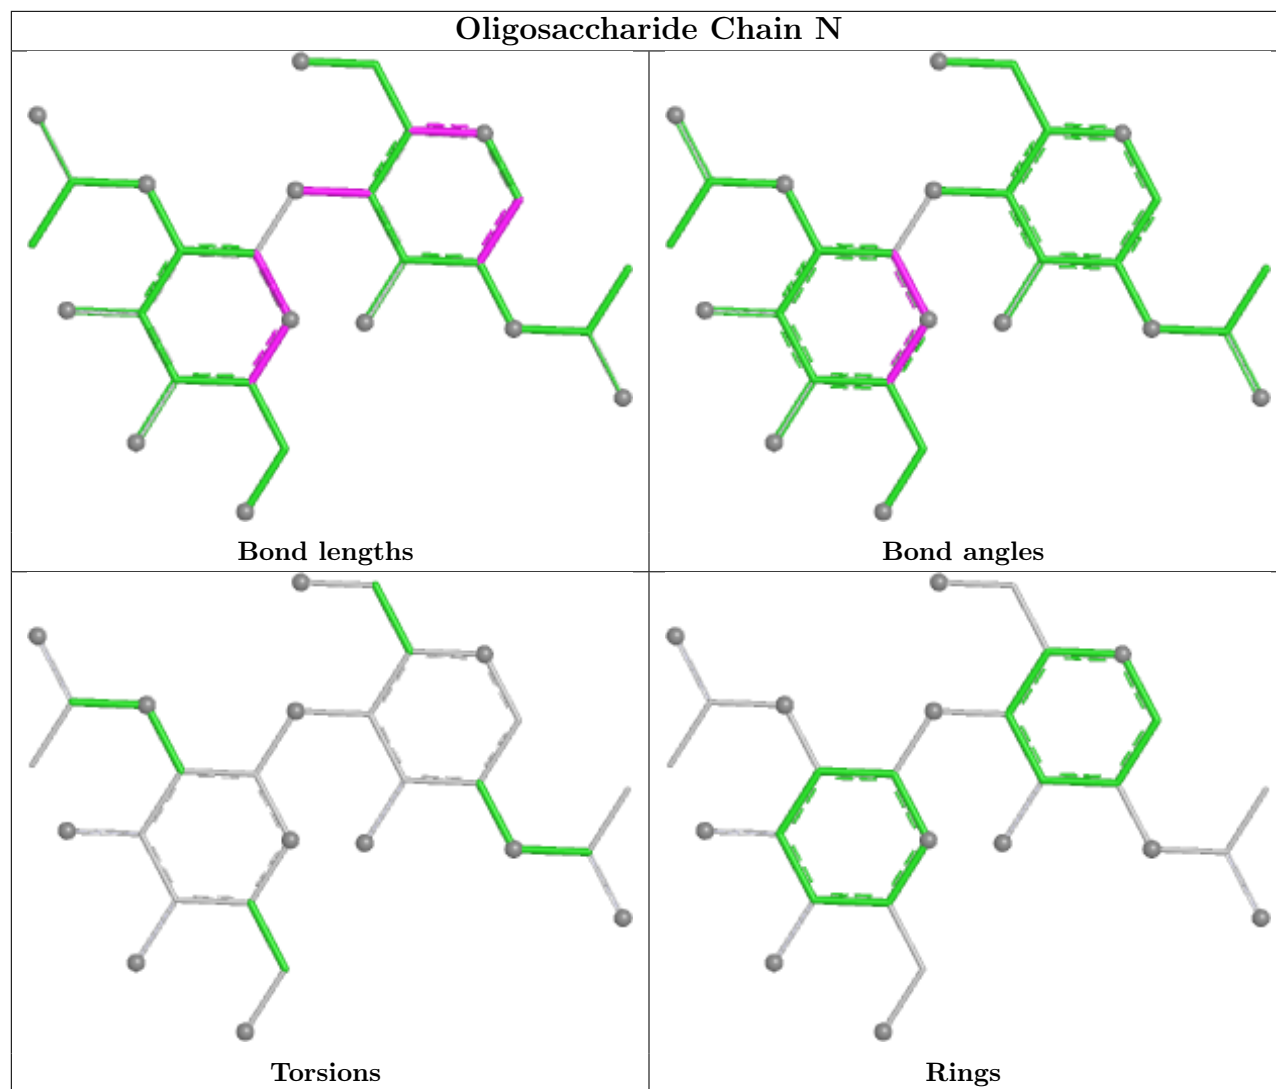 Oligosaccharide Chain N
Bond lengths
Bond angles
Torsions
Rings